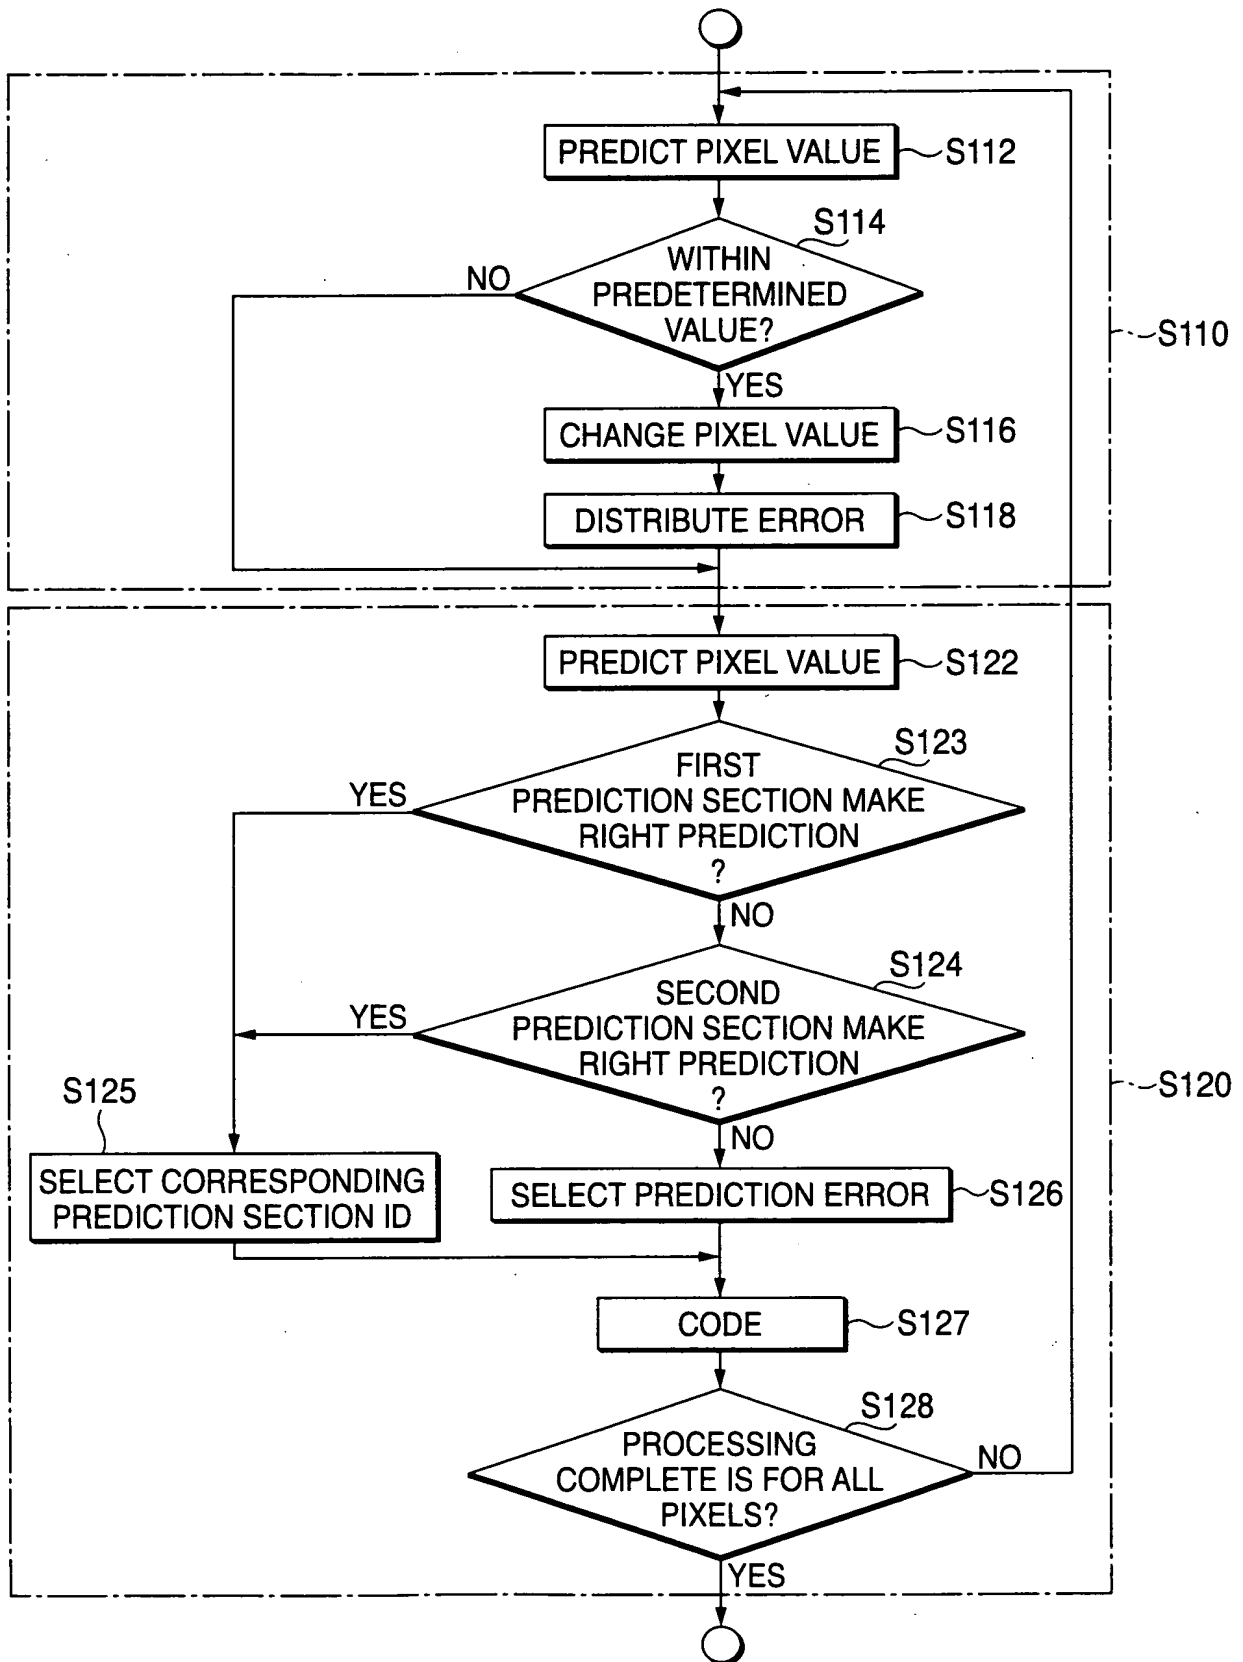 PREDICT PIXEL VALUE
S112
S114
WITHIN
PREDETERMINED
VALUE?
NO
YES
S110
CHANGE PIXEL VALUE
S116
DISTRIBUTE ERROR
S118
PREDICT PIXEL VALUE
S122
S123
FIRST
PREDICTION SECTION MAKE
RIGHT PREDICTION
?
YES
NO
S124
SECOND
PREDICTION SECTION MAKE
RIGHT PREDICTION
?
YES
NO
S120
S125
SELECT CORRESPONDING
PREDICTION SECTION ID
SELECT PREDICTION ERROR
S126
CODE
S127
S128
PROCESSING
COMPLETE IS FOR ALL
PIXELS?
NO
YES